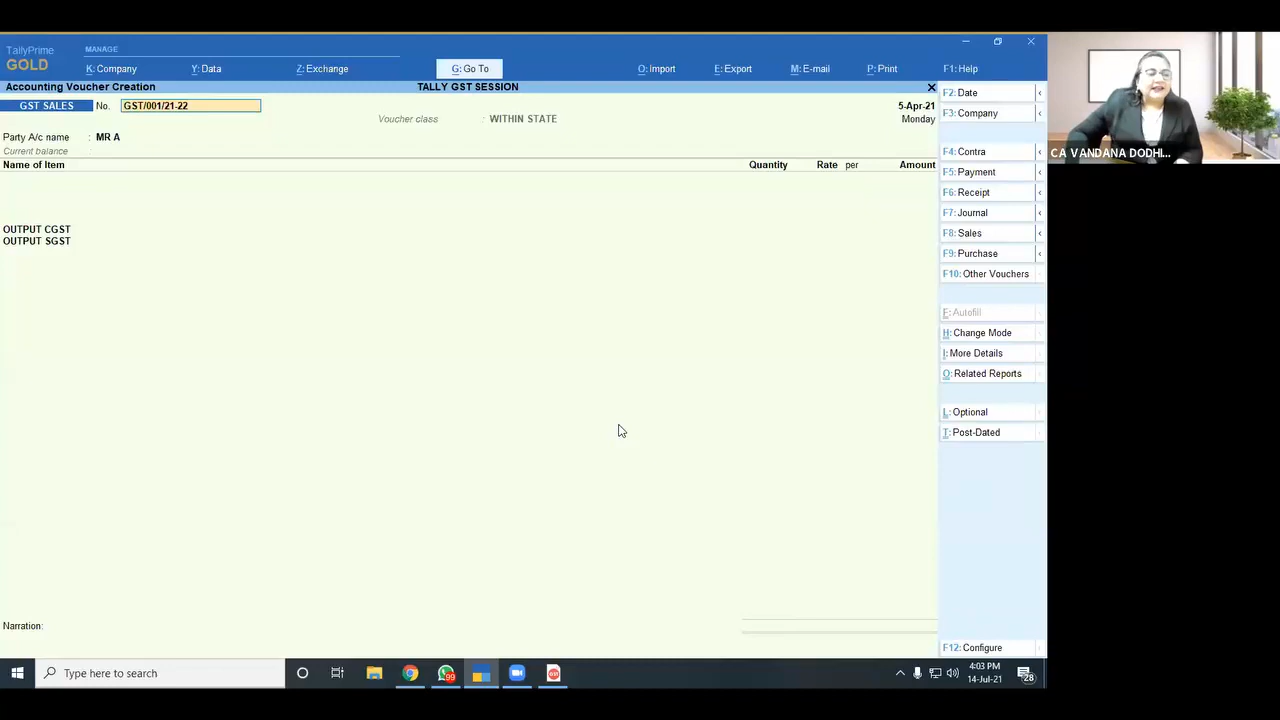 TallyPrime
GOLD
MANAGE
K: Company
Y: Data
Z: Exchange
G: Go To
O: Import
E: Export
M: E-mail
P: Print
F1: Help
Accounting Voucher Creation
TALLY GST SESSION
GST SALES
No. GST/001/21-22
5-Apr-21
Voucher class : WITHIN STATE
Monday
Party A/c name : MR A
Current balance :
Name of Item
Quantity
Rate per
Amount
OUTPUT CGST
OUTPUT SGST
Narration:
F2: Date
F3: Company
F4: Contra
F5: Payment
F6: Receipt
F7: Journal
F8: Sales
F9: Purchase
F10: Other Vouchers
F: Autofill
H: Change Mode
I: More Details
O: Related Reports
L: Optional
T: Post-Dated
F12: Configure
CA VANDANA DODHI...
Type here to search
99
GST
4:03 PM
14-Jul-21
28